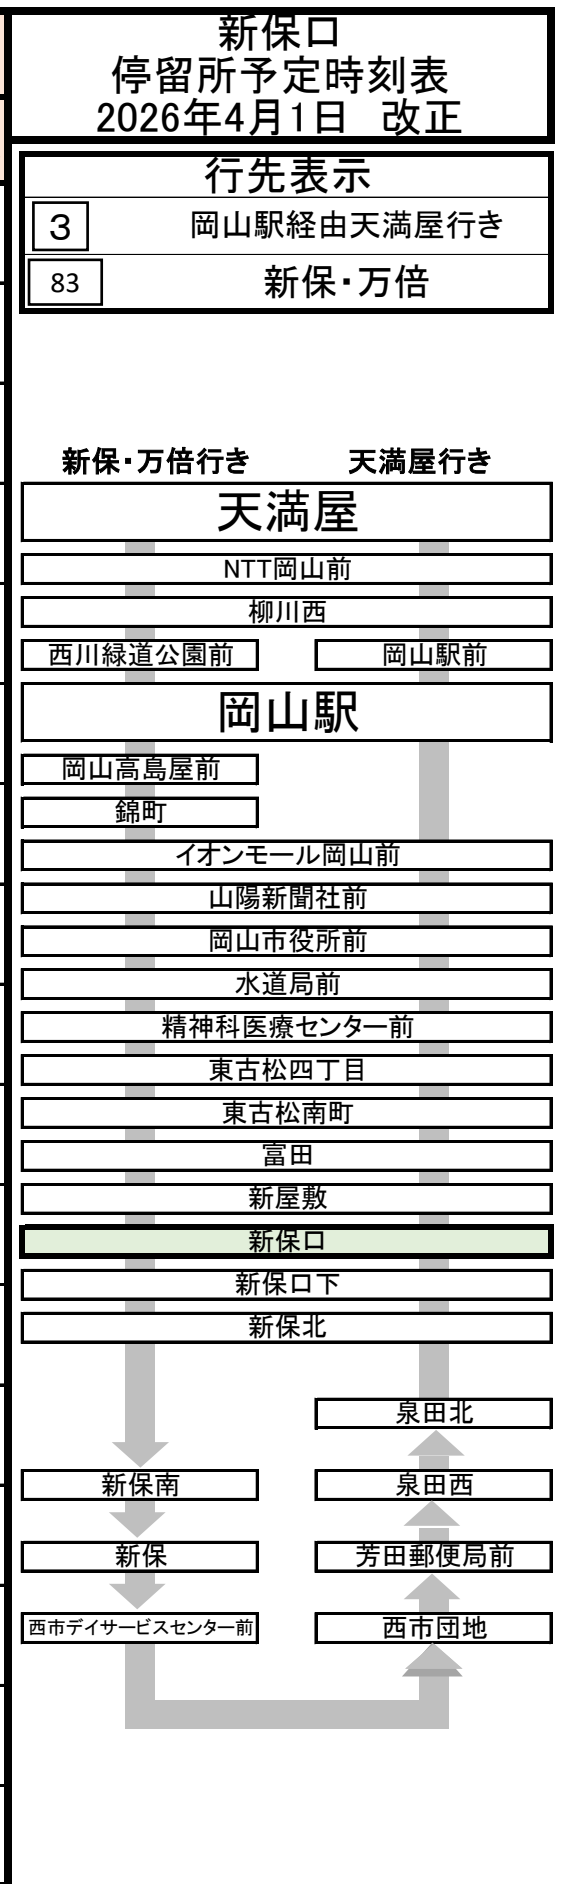 新保口
停留所予定時刻表
2026年4月1日 改正
行先表示
3 岡山駅経由天満屋行き
83 新保・万倍
新保・万倍行き 天満屋行き
天満屋
NTT岡山前
柳川西
西川緑道公園前 岡山駅前
岡山駅
岡山高島屋前
錦町
イオンモール岡山前
山陽新聞社前
岡山市役所前
水道局前
精神科医療センター前
東古松四丁目
東古松南町
富田
新屋敷
新保口
新保口下
新保北
泉田北
新保南 泉田西
新保 芳田郵便局前
西市デイサービスセンター前 西市団地